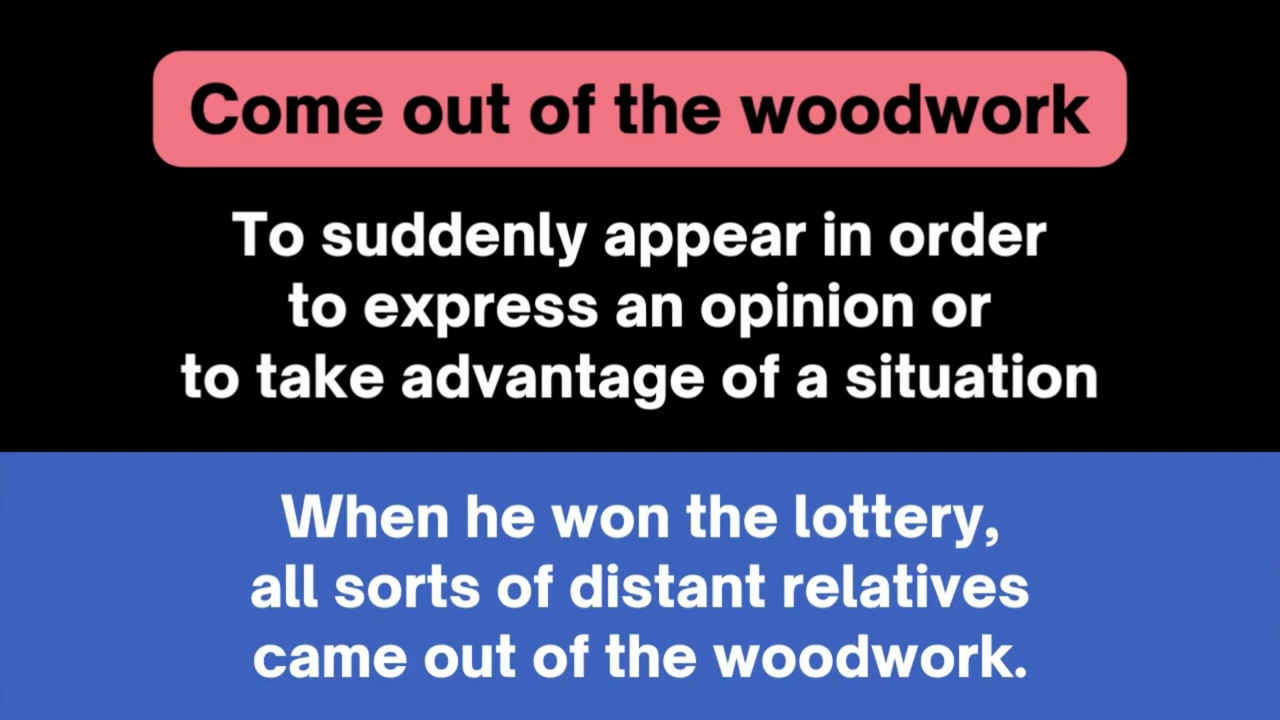 Come out of the woodwork
To suddenly appear in order
to express an opinion or
to take advantage of a situation
When he won the lottery,
all sorts of distant relatives
came out of the woodwork.